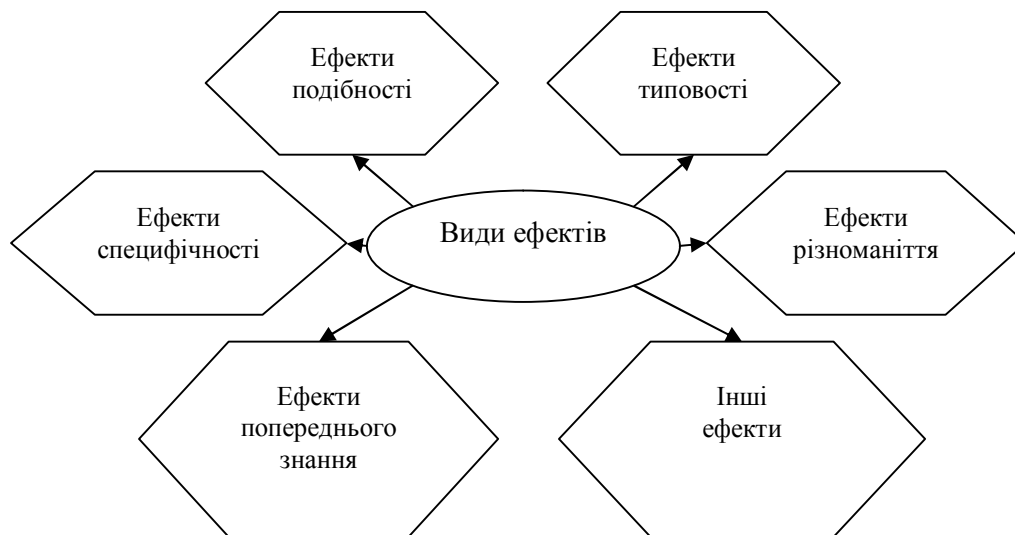 Ефекти
подібності
Ефекти
типовості
Ефекти
специфічності
Види ефектів
Ефекти
різноманіття
Ефекти
попереднього
знання
Інші
ефекти